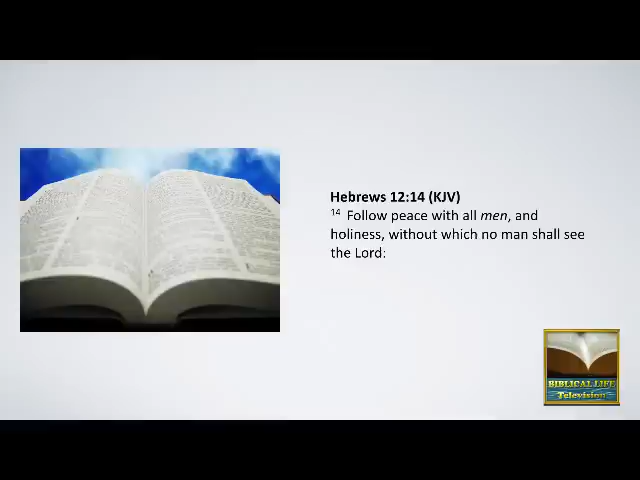 Hebrews 12:14 (KJV)
14 Follow peace with all men, and
holiness, without which no man shall see
the Lord:
BIBLICAL LIFE
Television